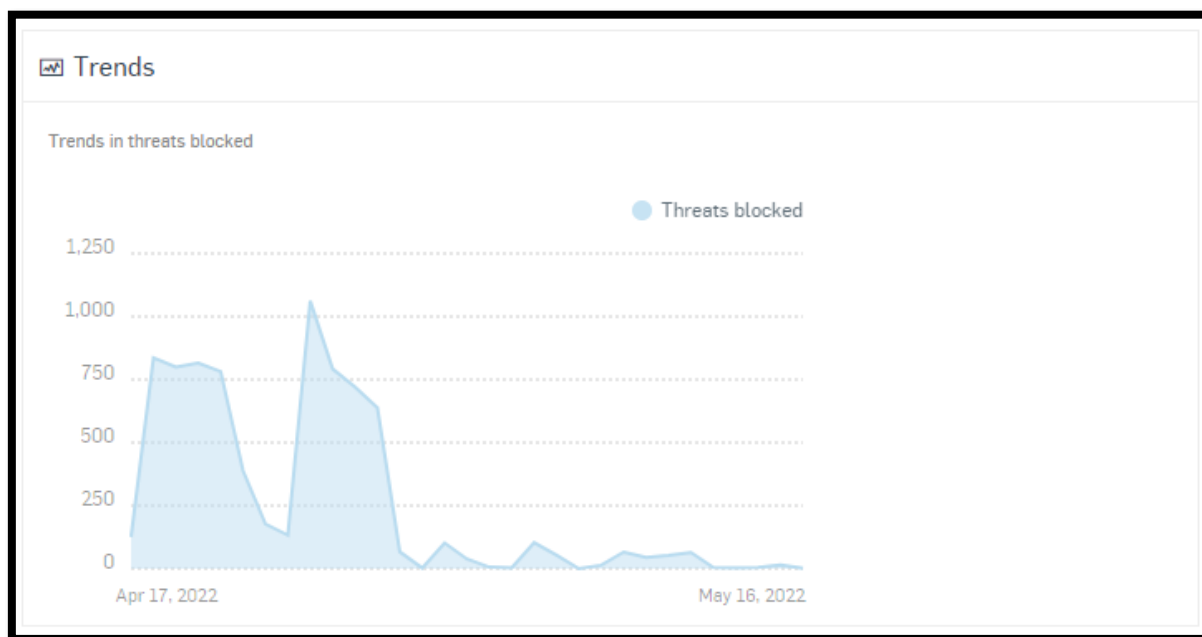 Trends
Trends in threats blocked
Threats blocked
1,250
1,000
750
500
250
0
Apr 17, 2022 May 16, 2022